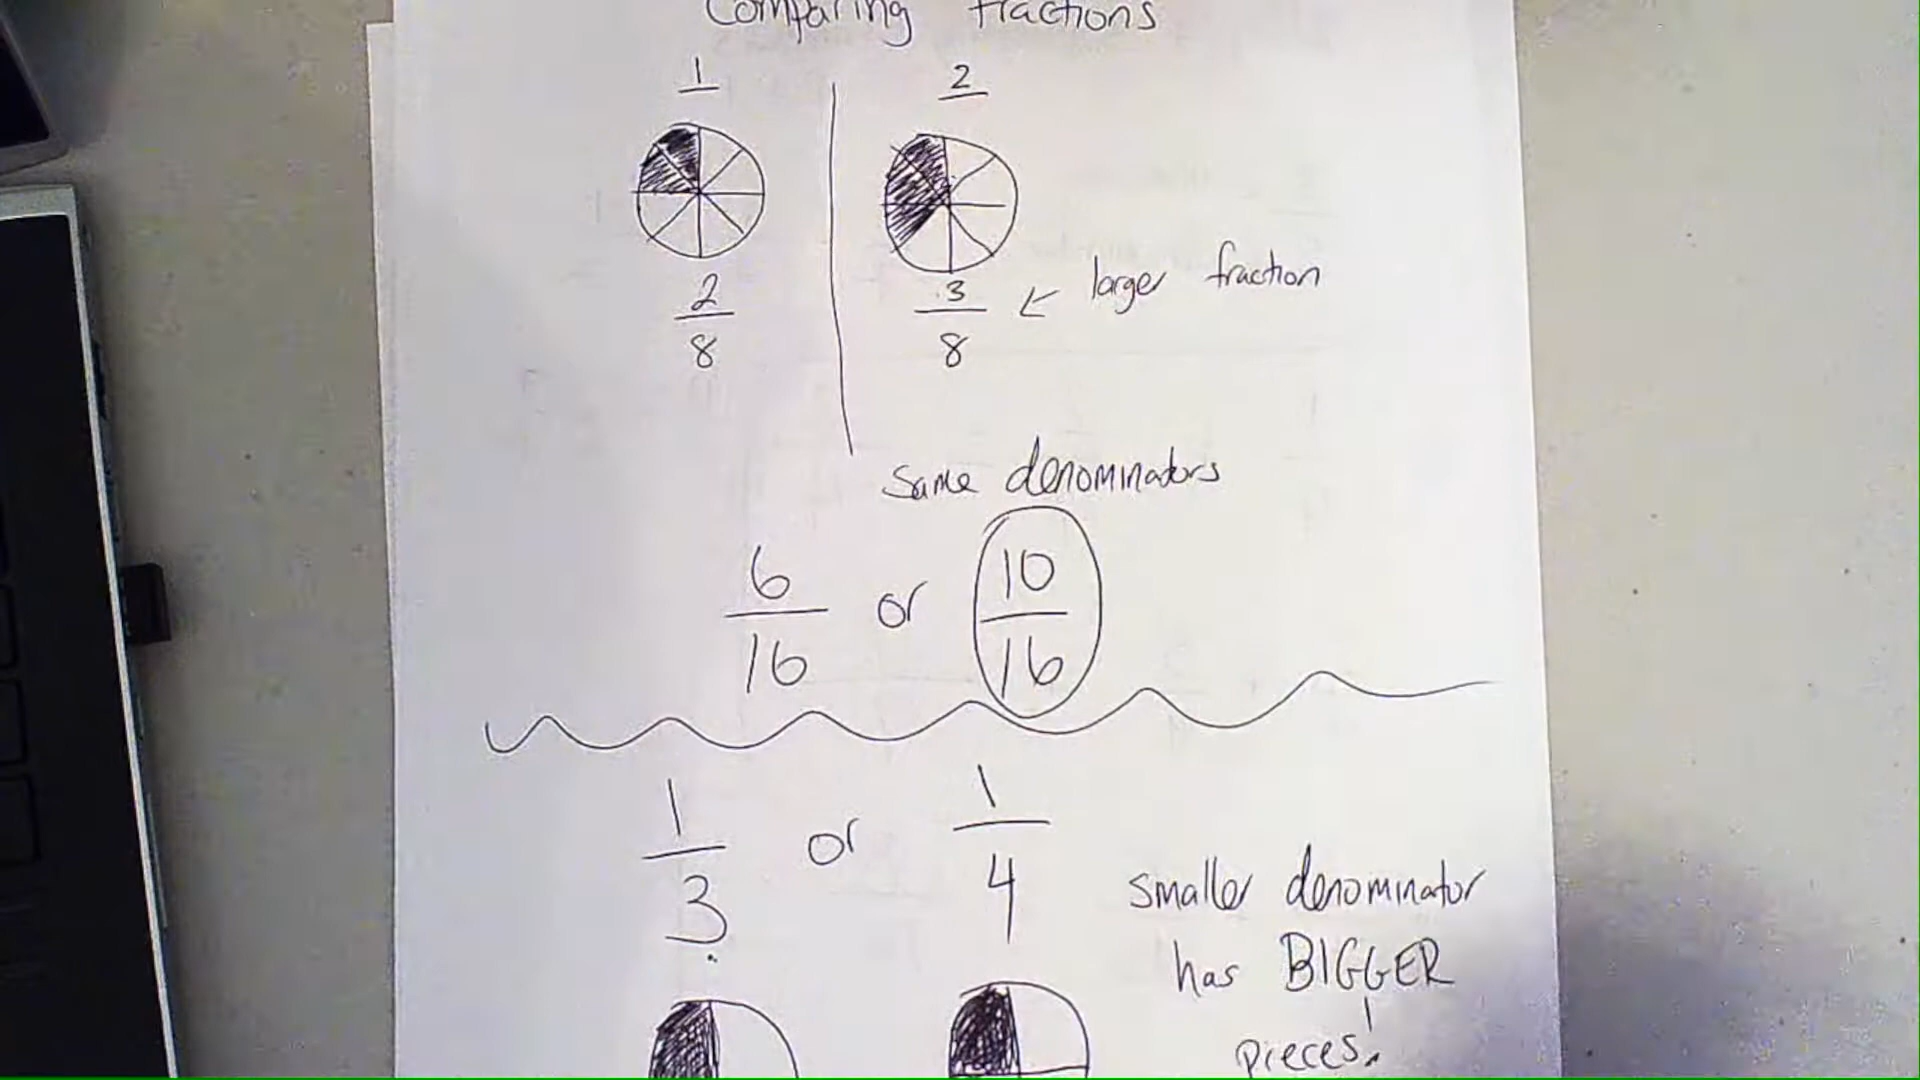 Comparing fractions
1
2
2/8
3/8 ← larger fraction
Same denominators
6/16 or 10/16
1/3 or 1/4
smaller denominator
has BIGGER
pieces!